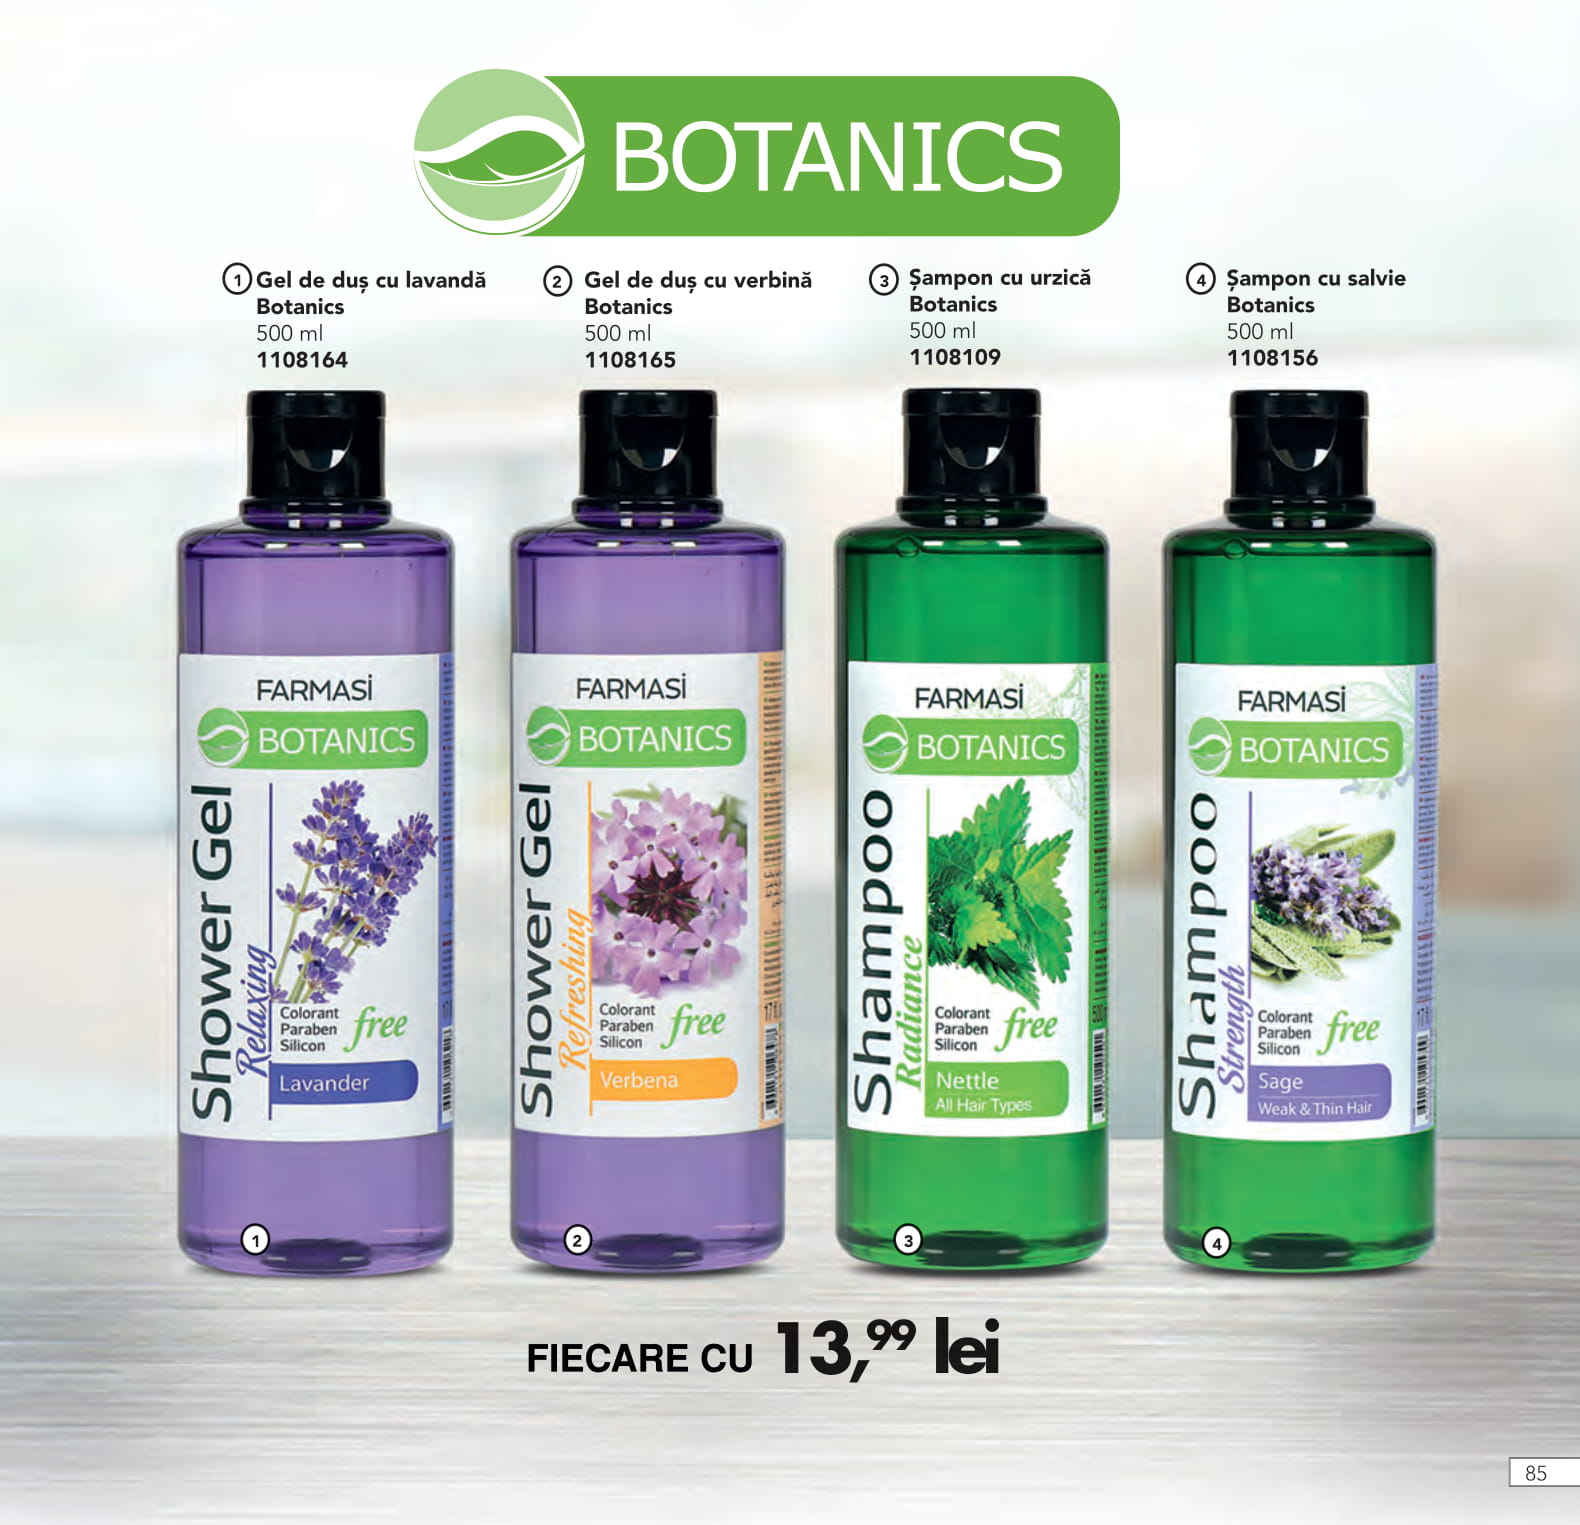 BOTANICS
1 Gel de duș cu lavandă
Botanics
500 ml
1108164
2 Gel de duș cu verbină
Botanics
500 ml
1108165
3 Șampon cu urzică
Botanics
500 ml
1108109
4 Șampon cu salvie
Botanics
500 ml
1108156
FARMASİ
BOTANICS
Shower Gel
Relaxing
Colorant
Paraben
Silicon
free
Lavander
1
FARMASİ
BOTANICS
Shower Gel
Refreshing
Colorant
Paraben
Silicon
free
Verbena
2
FARMASİ
BOTANICS
Shampoo
Radiance
Colorant
Paraben
Silicon
free
Nettle
All Hair Types
3
FARMASİ
BOTANICS
Shampoo
Strength
Colorant
Paraben
Silicon
free
Sage
Weak & Thin Hair
4
FIECARE CU 13,99 lei
85